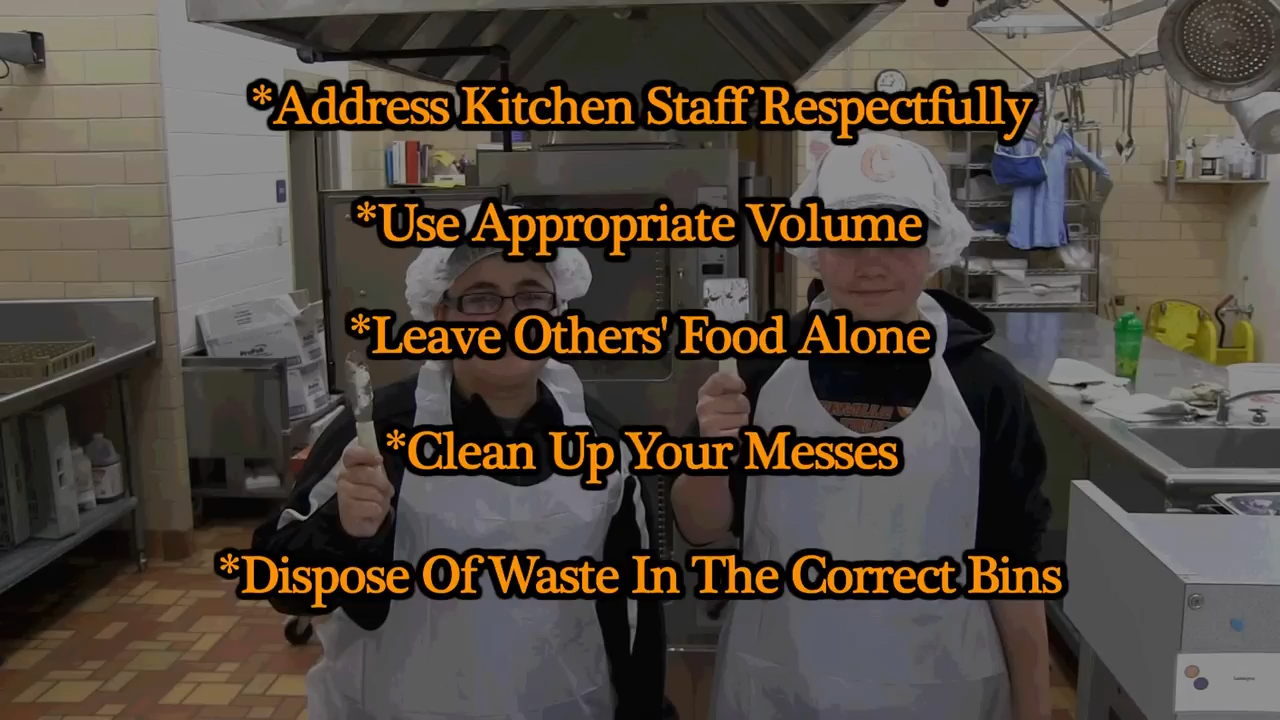 *Address Kitchen Staff Respectfully
*Use Appropriate Volume
*Leave Others' Food Alone
*Clean Up Your Messes
*Dispose Of Waste In The Correct Bins
C